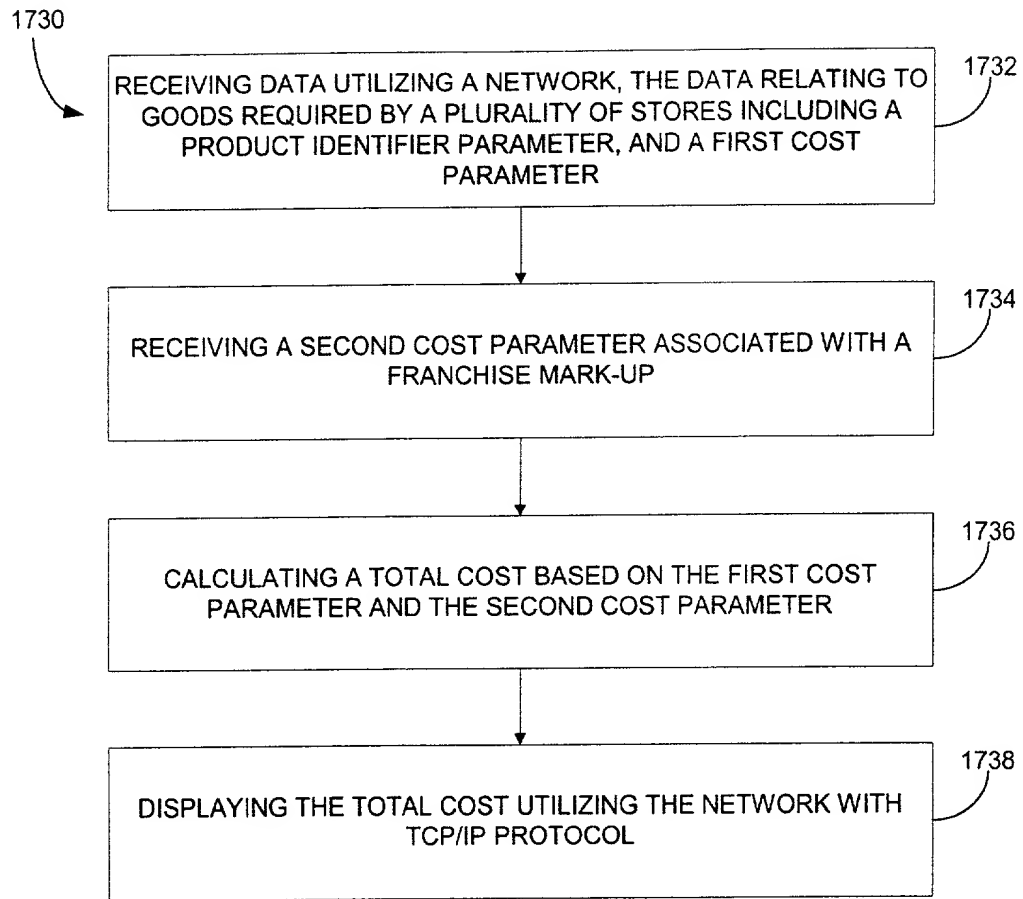 1730
RECEIVING DATA UTILIZING A NETWORK, THE DATA RELATING TO
GOODS REQUIRED BY A PLURALITY OF STORES INCLUDING A
PRODUCT IDENTIFIER PARAMETER, AND A FIRST COST
PARAMETER
1732
RECEIVING A SECOND COST PARAMETER ASSOCIATED WITH A
FRANCHISE MARK-UP
1734
CALCULATING A TOTAL COST BASED ON THE FIRST COST
PARAMETER AND THE SECOND COST PARAMETER
1736
DISPLAYING THE TOTAL COST UTILIZING THE NETWORK WITH
TCP/IP PROTOCOL
1738